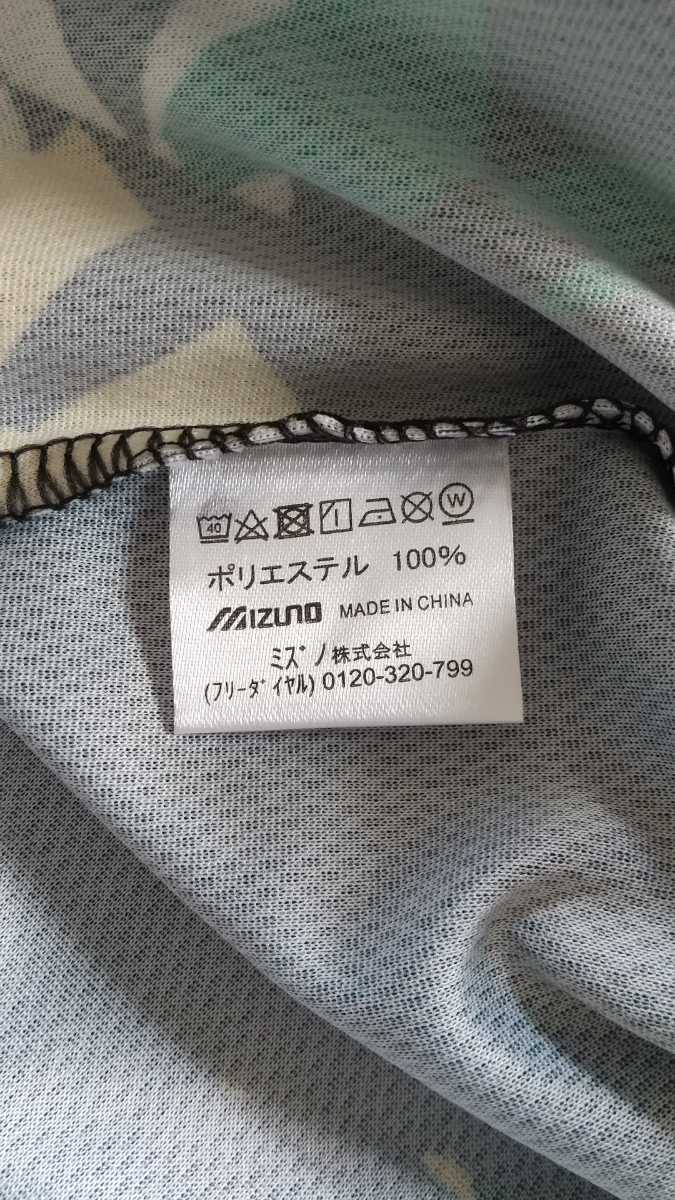 40 W
ポリエステル 100%
MIZUNO MADE IN CHINA
ﾐｽﾞﾉ株式会社
(ﾌﾘｰﾀﾞｲﾔﾙ) 0120-320-799